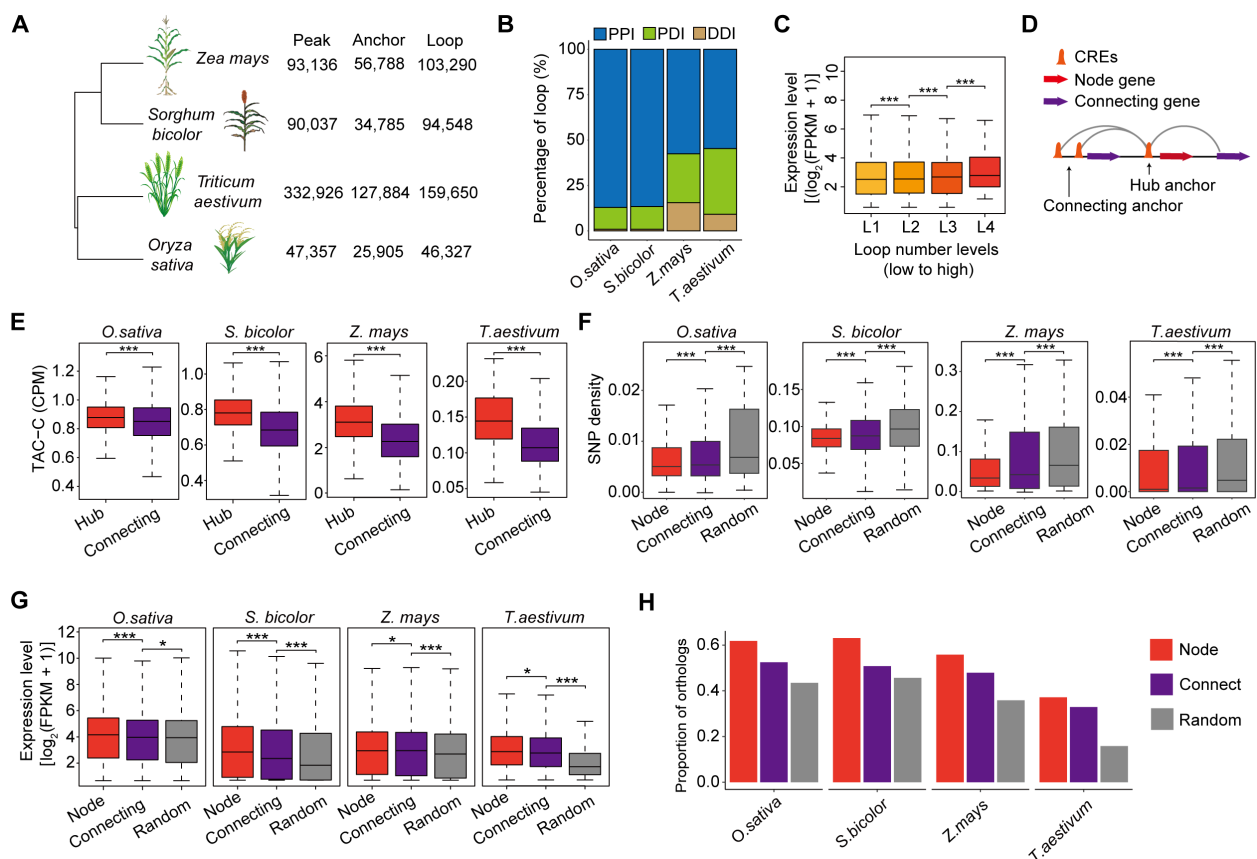 A
Peak Anchor Loop
Zea mays 93,136 56,788 103,290
Sorghum
bicolor
90,037 34,785 94,548
Triticum
aestivum
332,926 127,884 159,650
Oryza
sativa
47,357 25,905 46,327
B
PPI PDI DDI
Percentage of loop (%)
100
75
50
25
0
O.sativa
S.bicolor
Z.mays
T.aestivum
C
Expression level
[(log2(FPKM + 1)]
10
8
6
4
2
*** *** ***
L1 L2 L3 L4
Loop number levels
(low to high)
D
CREs
Node gene
Connecting gene
Hub anchor
Connecting anchor
E
O.sativa S. bicolor Z. mays T.aestivum
TAC−C (CPM)
*** *** *** ***
1.2
1.0
0.8
0.6
0.4
1.0
0.8
0.6
0.4
6
4
2
0
0.20
0.15
0.10
0.05
Hub Connecting Hub Connecting Hub Connecting Hub Connecting
F
O.sativa S. bicolor Z. mays T.aestivum
SNP density
*** *** *** *** *** *** *** ***
0.02
0.01
0.00
0.15
0.10
0.05
0.3
0.2
0.1
0.0
0.04
0.02
0.00
Node Connecting Random Node Connecting Random Node Connecting Random Node Connecting Random
G
O.sativa S. bicolor Z. mays T.aestivum
Expression level
[log2(FPKM + 1)]
12
10
8
6
4
2
*** * *** *** * *** * ***
Node Connecting Random Node Connecting Random Node Connecting Random Node Connecting Random
H
Proportion of orthologs
0.6
0.4
0.2
0.0
O.sativa
S.bicolor
Z.mays
T.aestivum
Node
Connect
Random